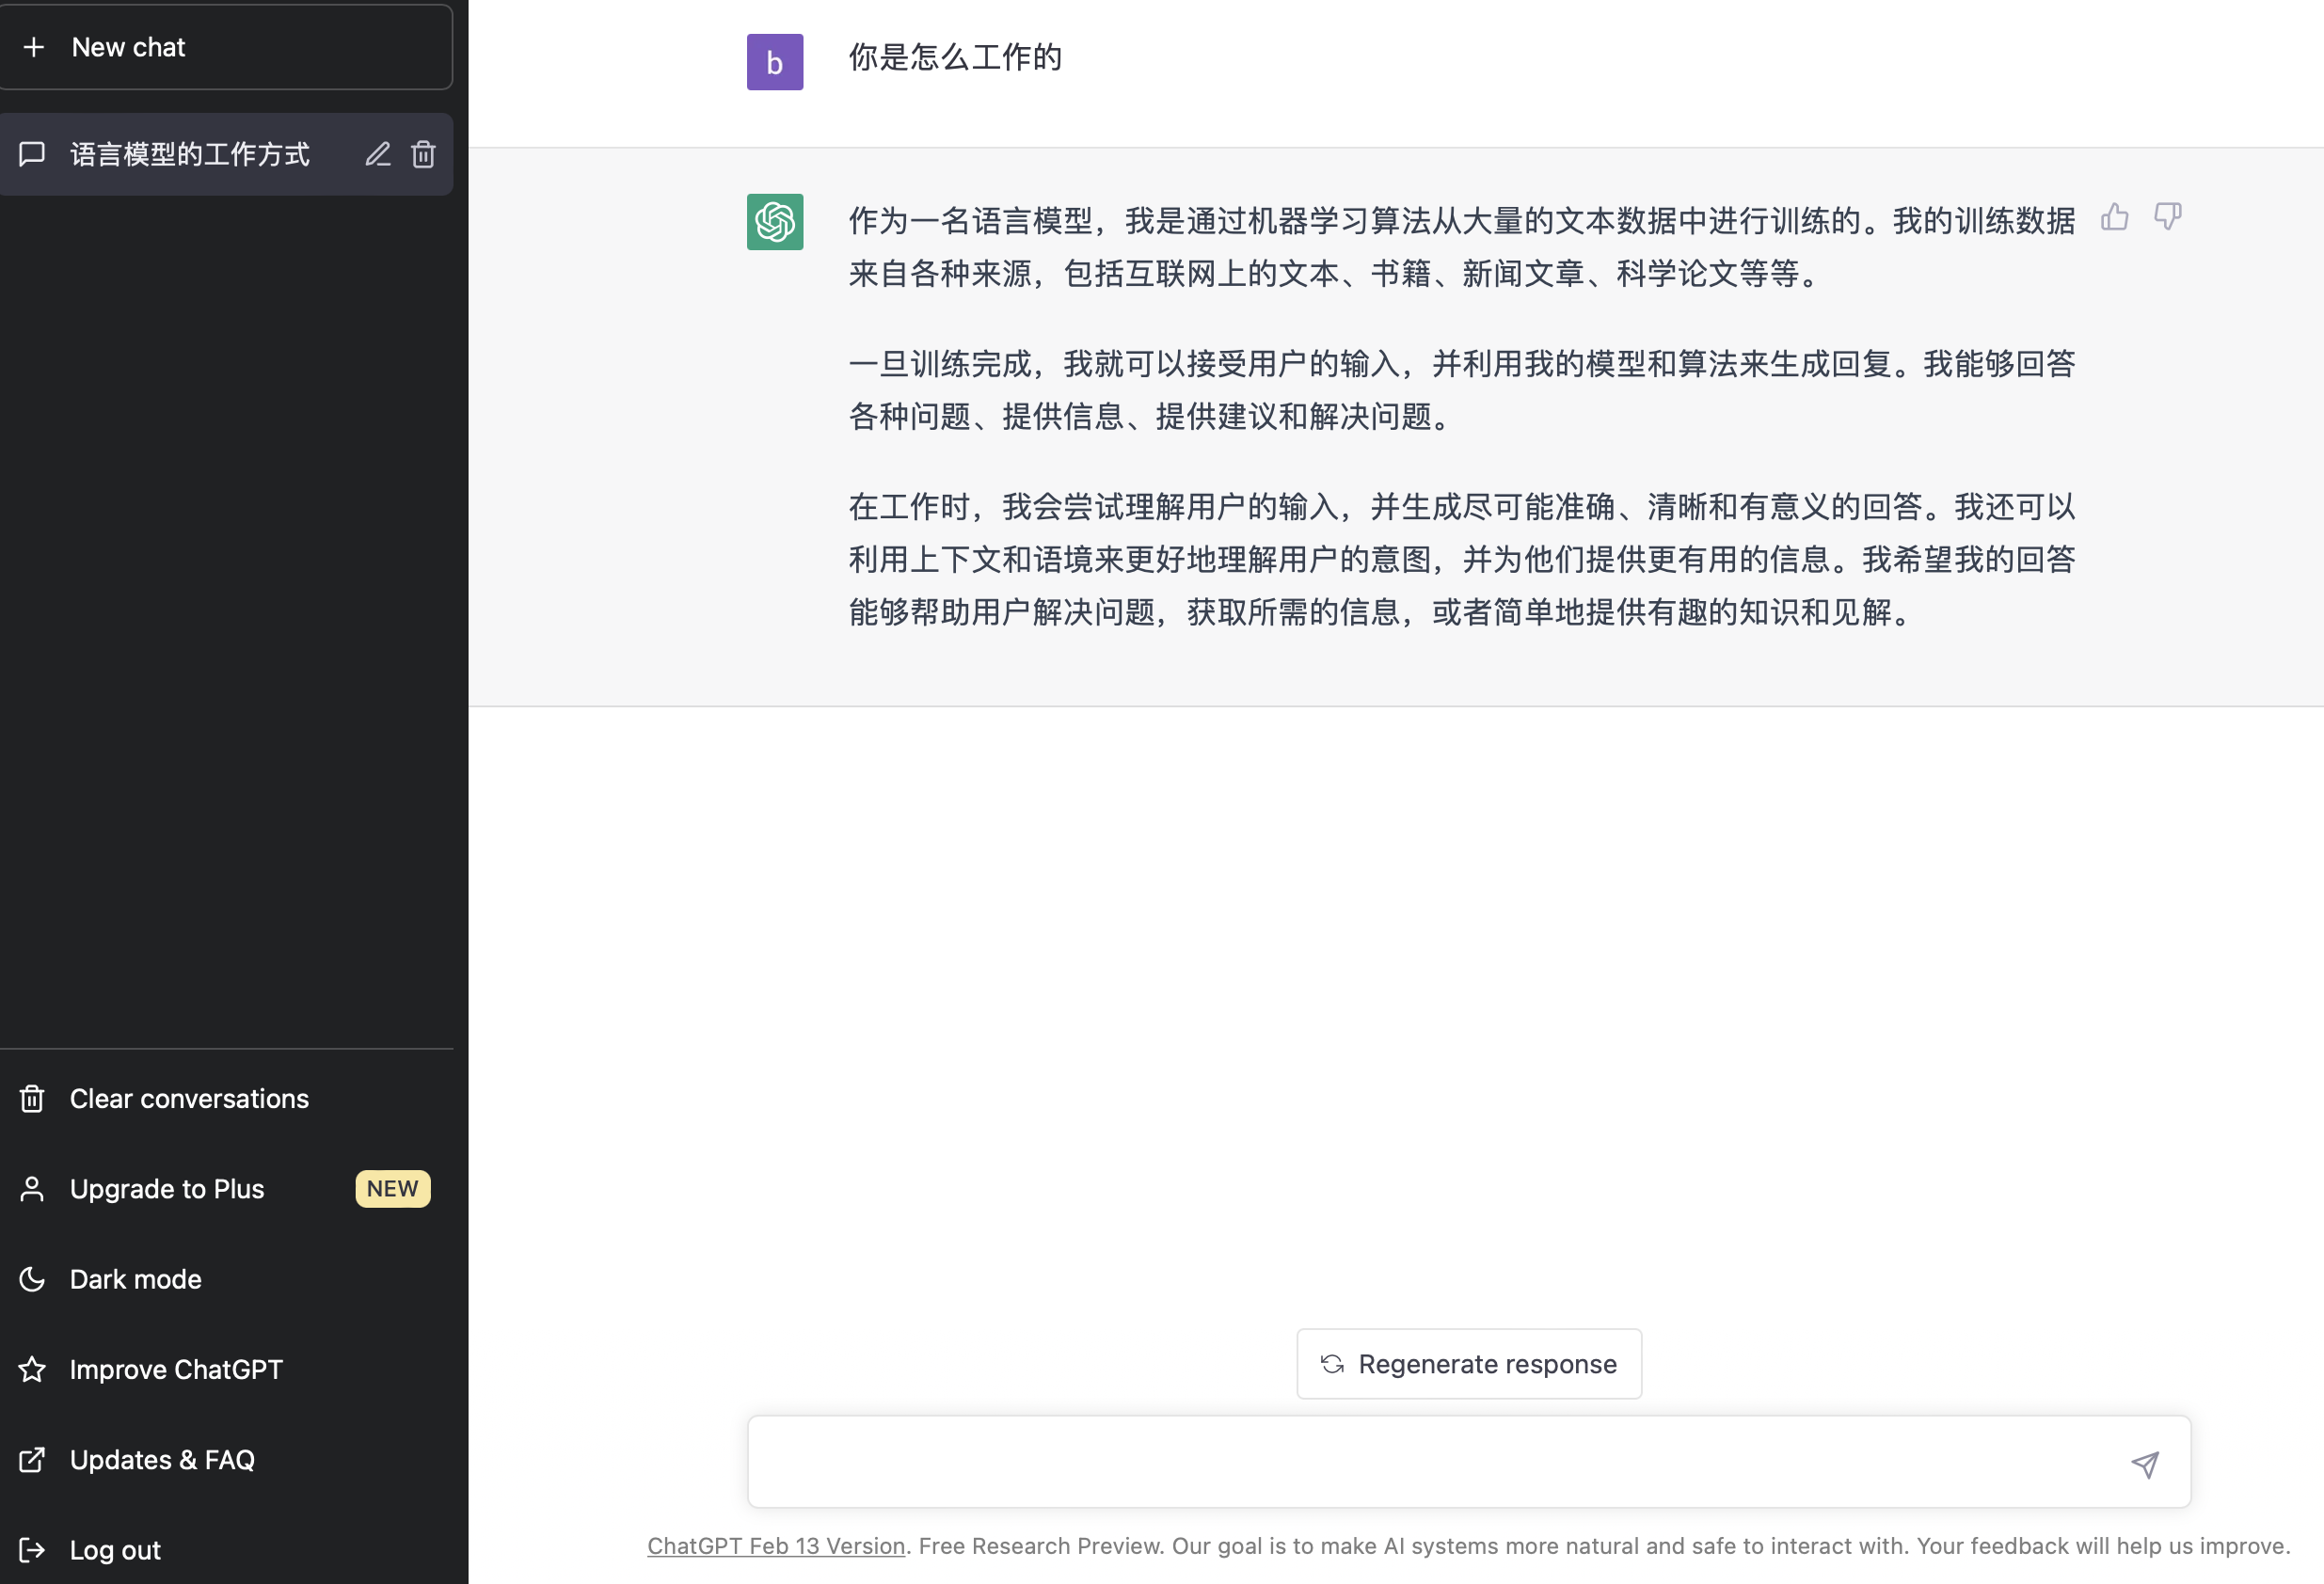 New chat
语言模型的工作方式
Clear conversations
Upgrade to Plus NEW
Dark mode
Improve ChatGPT
Updates & FAQ
Log out
b
你是怎么工作的
作为一名语言模型，我是通过机器学习算法从大量的文本数据中进行训练的。我的训练数据
来自各种来源，包括互联网上的文本、书籍、新闻文章、科学论文等等。
一旦训练完成，我就可以接受用户的输入，并利用我的模型和算法来生成回复。我能够回答
各种问题、提供信息、提供建议和解决问题。
在工作时，我会尝试理解用户的输入，并生成尽可能准确、清晰和有意义的回答。我还可以
利用上下文和语境来更好地理解用户的意图，并为他们提供更有用的信息。我希望我的回答
能够帮助用户解决问题，获取所需的信息，或者简单地提供有趣的知识和见解。
Regenerate response
ChatGPT Feb 13 Version. Free Research Preview. Our goal is to make AI systems more natural and safe to interact with. Your feedback will help us improve.